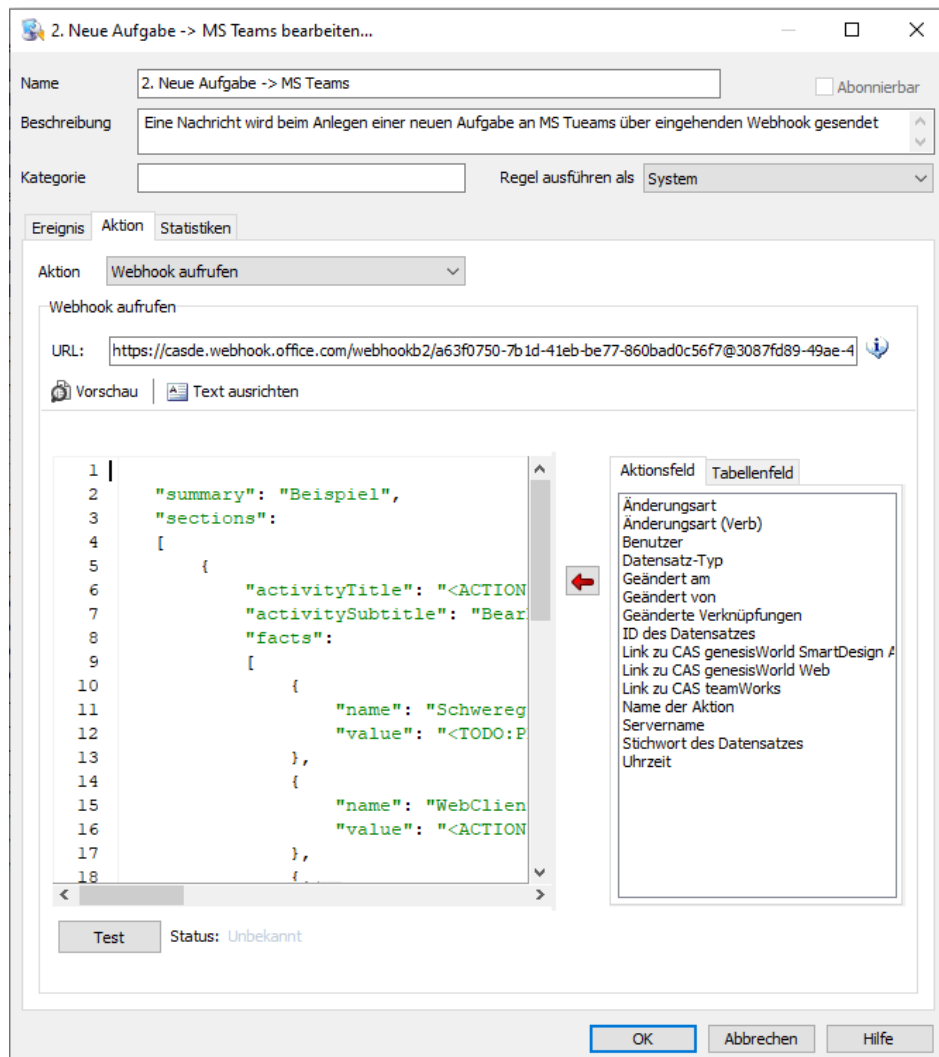 2. Neue Aufgabe -> MS Teams bearbeiten...
Name
2. Neue Aufgabe -> MS Teams
Abonnierbar
Beschreibung
Eine Nachricht wird beim Anlegen einer neuen Aufgabe an MS Tueams über eingehenden Webhook gesendet
Kategorie
Regel ausführen als
System
Ereignis Aktion Statistiken
Aktion
Webhook aufrufen
Webhook aufrufen
URL:
https://casde.webhook.office.com/webhookb2/a63f0750-7b1d-41eb-be77-860bad0c56f7@3087fd89-49ae-4
Vorschau
Text ausrichten
1
2 "summary": "Beispiel",
3 "sections":
4 [
5 {
6 "activityTitle": "<ACTION
7 "activitySubtitle": "Bear
8 "facts":
9 [
10 {
11 "name": "Schwereg
12 "value": "<TODO:P
13 },
14 {
15 "name": "WebClien
16 "value": "<ACTION
17 },
18 {
Aktionsfeld Tabellenfeld
Änderungsart
Änderungsart (Verb)
Benutzer
Datensatz-Typ
Geändert am
Geändert von
Geänderte Verknüpfungen
ID des Datensatzes
Link zu CAS genesisWorld SmartDesign A
Link zu CAS genesisWorld Web
Link zu CAS teamWorks
Name der Aktion
Servername
Stichwort des Datensatzes
Uhrzeit
Test
Status: Unbekannt
OK
Abbrechen
Hilfe